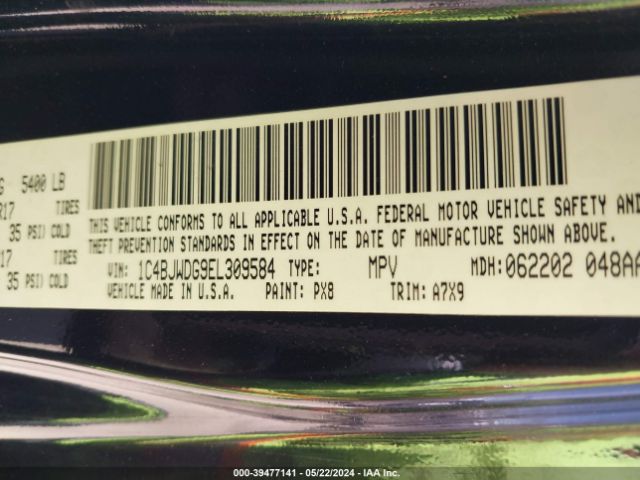 G 5400 LB
R17 TIRES
35 PSI) COLD
17 TIRES
35 PSI) COLD
THIS VEHICLE CONFORMS TO ALL APPLICABLE U.S.A. FEDERAL MOTOR VEHICLE SAFETY AND
THEFT PREVENTION STANDARDS IN EFFECT ON THE DATE OF MANUFACTURE SHOWN ABOVE.
VIN: 1C4BJWDG9EL309584 TYPE: MPV MDH:062202 048AA
VEHICLE MADE IN U.S.A. PAINT: PX8 TRIM: A7X9
000-39477141 - 05/22/2024 - IAA Inc.